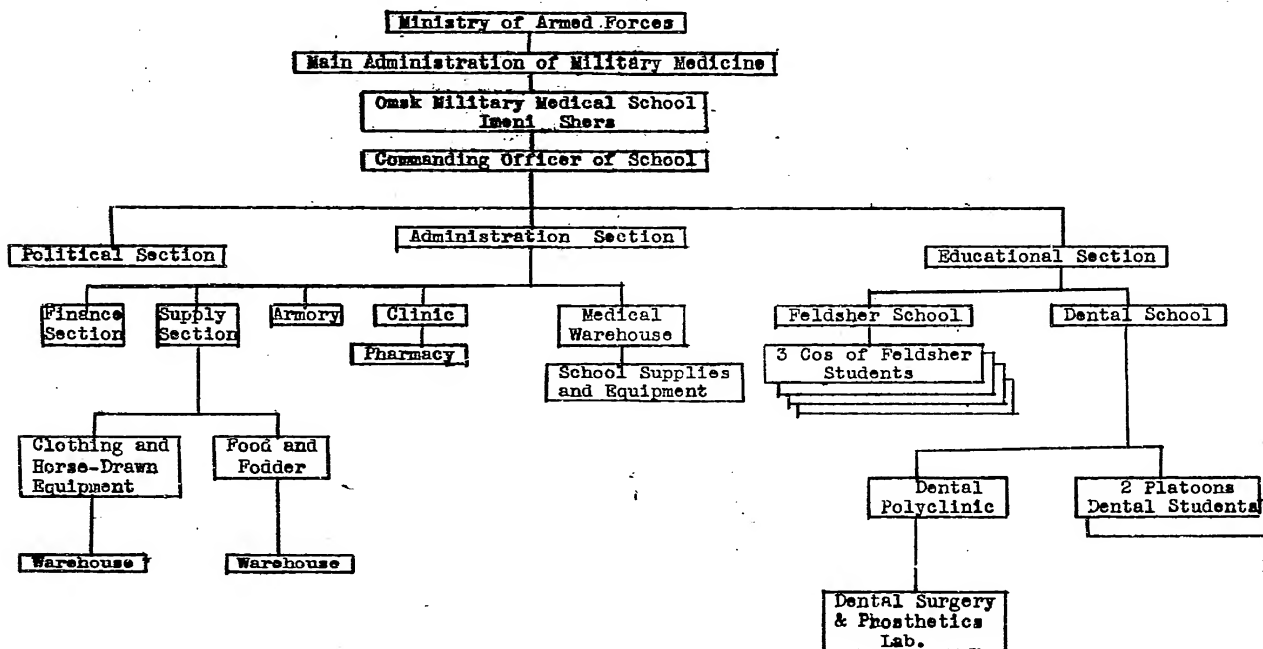 Ministry of Armed Forces
Main Administration of Military Medicine
Omsk Military Medical School
Imeni Shers
Commanding Officer of School
Political Section
Administration Section
Educational Section
Finance
Section
Supply
Section
Armory
Clinic
Pharmacy
Medical
Warehouse
School Supplies
and Equipment
Feldsher School
3 Cos of Feldsher
Students
Dental School
Clothing and
Horse-Drawn
Equipment
Food and
Fodder
Warehouse
Warehouse
Dental
Polyclinic
2 Platoons
Dental Students
Dental Surgery
& Phosthetics
Lab.